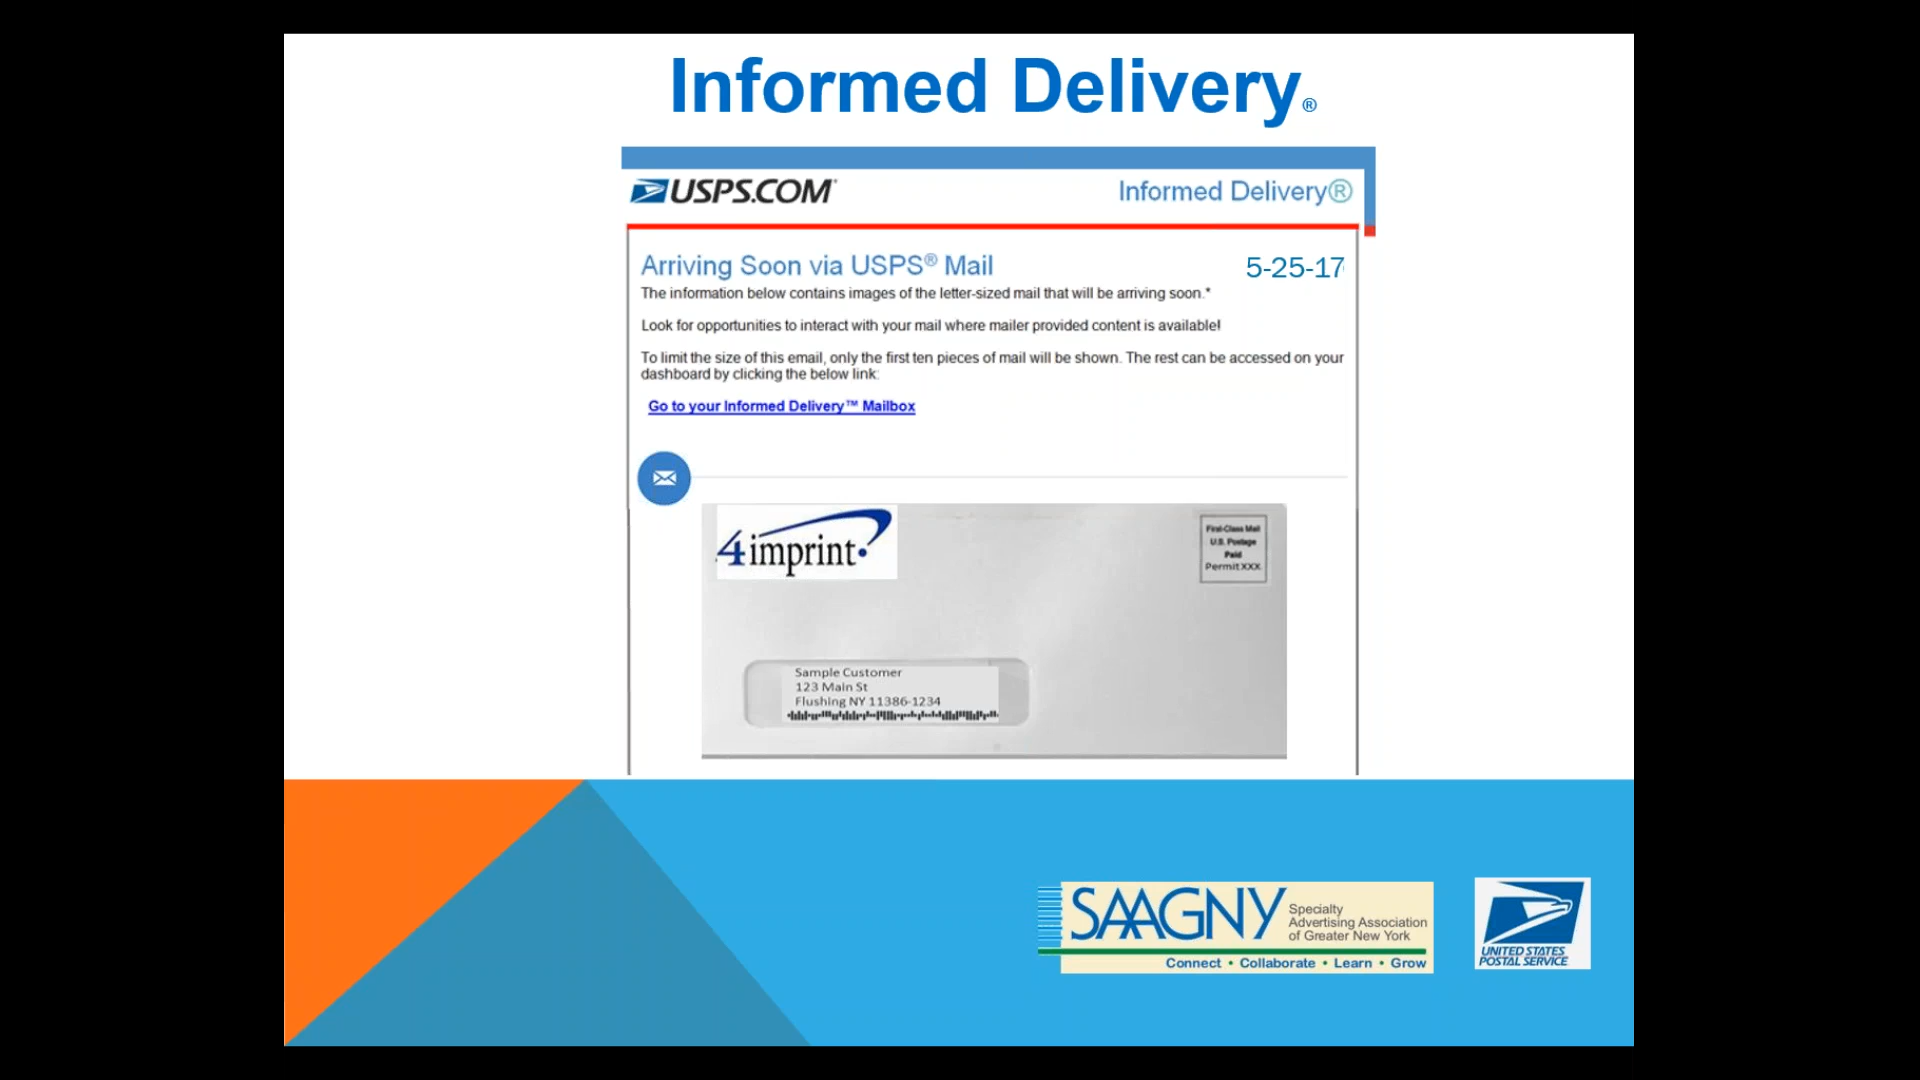 Informed Delivery®
USPS.COM®
Informed Delivery®
Arriving Soon via USPS® Mail
5-25-17
The information below contains images of the letter-sized mail that will be arriving soon.*
Look for opportunities to interact with your mail where mailer provided content is available!
To limit the size of this email, only the first ten pieces of mail will be shown. The rest can be accessed on your
dashboard by clicking the below link:
Go to your Informed Delivery™ Mailbox
4imprint
First-Class Mail
U.S. Postage
Paid
Permit XXX
Sample Customer
123 Main St
Flushing NY 11386-1234
SAAGNY
Specialty
Advertising Association
of Greater New York
Connect • Collaborate • Learn • Grow
UNITED STATES
POSTAL SERVICE